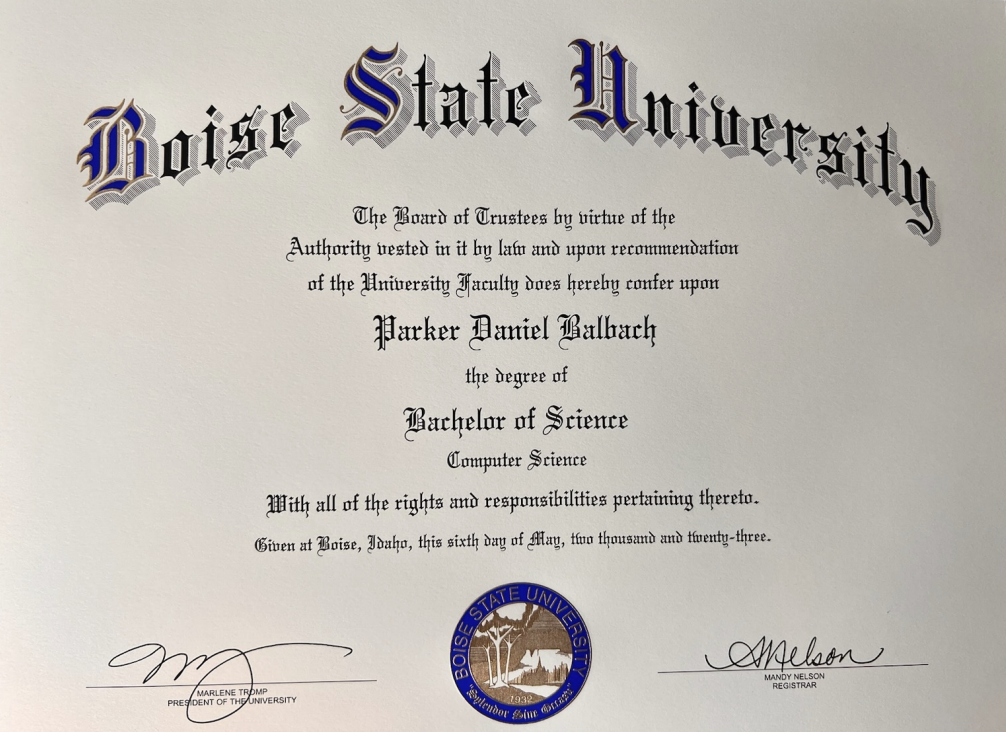 Boise State University
The Board of Trustees by virtue of the
Authority vested in it by law and upon recommendation
of the University Faculty does hereby confer upon
Parker Daniel Balbach
the degree of
Bachelor of Science
Computer Science
With all of the rights and responsibilities pertaining thereto.
Given at Boise, Idaho, this sixth day of May, two thousand and twenty-three.
BOISE STATE UNIVERSITY
1932
"Splendor Sine Occasu"
MARLENE TROMP
PRESIDENT OF THE UNIVERSITY
SNelson
MANDY NELSON
REGISTRAR